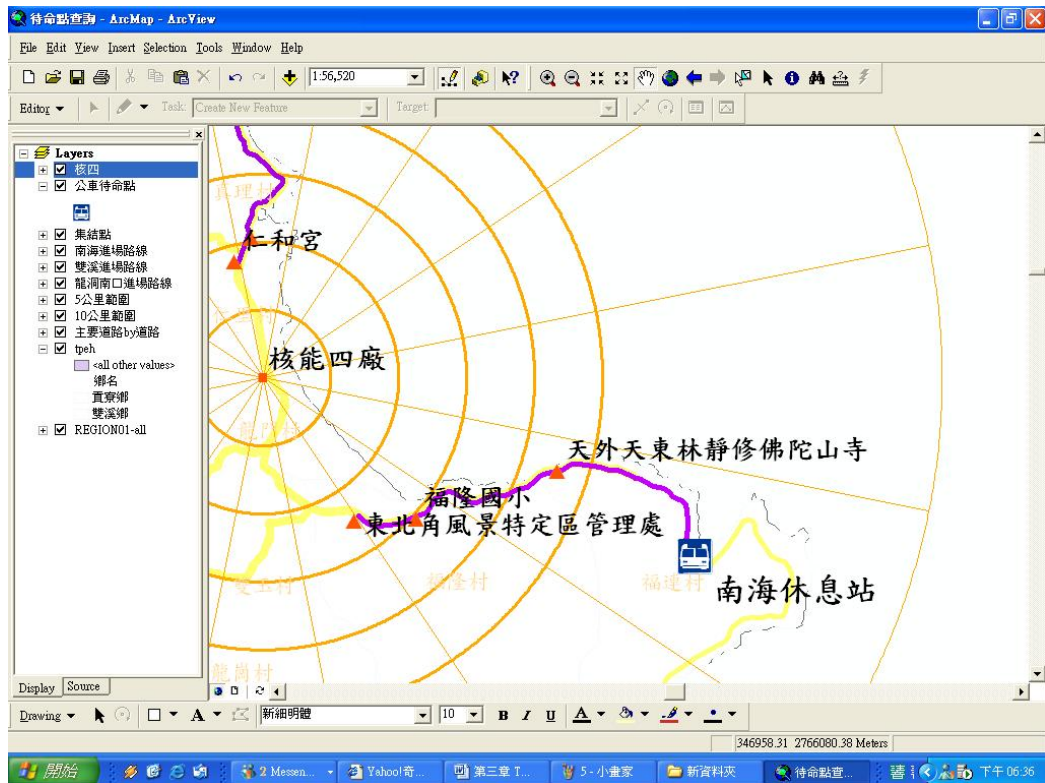 待命點查詢 - ArcMap - ArcView
File Edit View Insert Selection Tools Window Help
1:56,520
Editor Task: Create New Feature Target:
Layers
核四
公車待命點
集結點
南海進場路線
雙溪進場路線
龍洞南口進場路線
5公里範圍
10公里範圍
主要道路by道路
tpeh
<all other values>
鄉名
貢寮鄉
雙溪鄉
REGION01-all
Display Source
真理村
仁和宮
核能四廠
龍門村
天外天東林靜修佛陀山寺
福隆國小
東北角風景特定區管理處
雙玉村
福隆村
福連村
南海休息站
龍崗村
Drawing A 新細明體 10 B I U A
346958.31 2766080.38 Meters
開始 2 Messen... Yahoo!奇... 第三章 T... 5 - 小畫家 新資料夾 待命點查... 下午 06:36